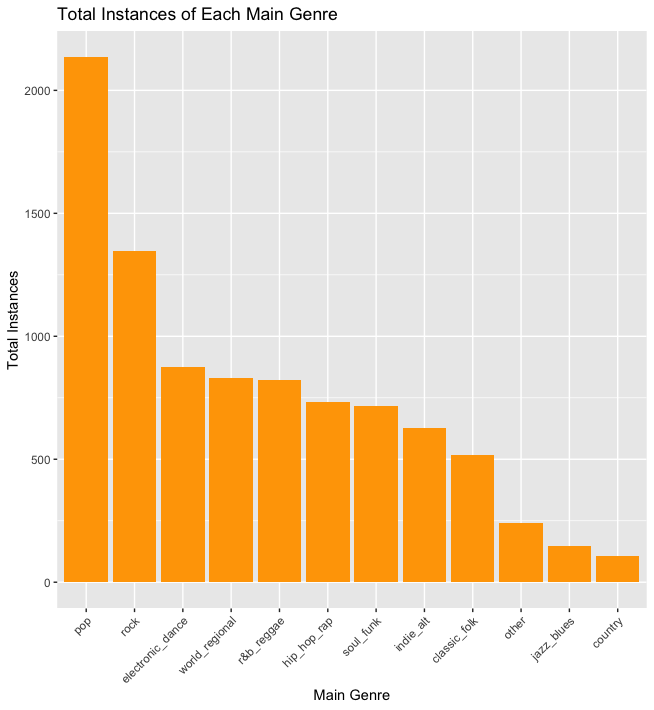 Total Instances of Each Main Genre
Total Instances
2000
1500
1000
500
0
pop
rock
electronic_dance
world_regional
r&b_reggae
hip_hop_rap
soul_funk
indie_alt
classic_folk
other
jazz_blues
country
Main Genre